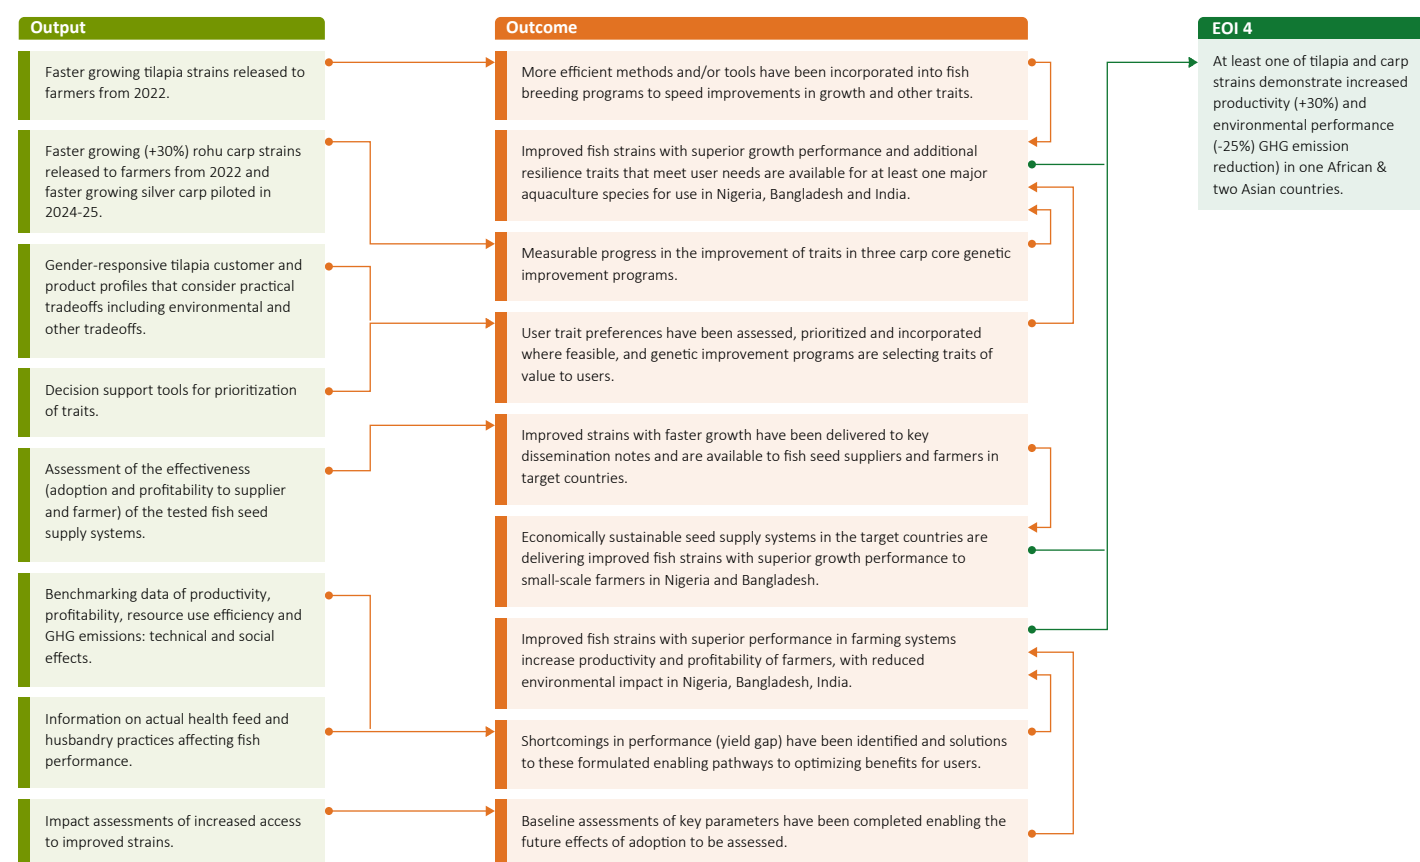 Output
Faster growing tilapia strains released to
farmers from 2022.
Faster growing (+30%) rohu carp strains
released to farmers from 2022 and
faster growing silver carp piloted in
2024-25.
Gender-responsive tilapia customer and
product profiles that consider practical
tradeoffs including environmental and
other tradeoffs.
Decision support tools for prioritization
of traits.
Assessment of the effectiveness
(adoption and profitability to supplier
and farmer) of the tested fish seed
supply systems.
Benchmarking data of productivity,
profitability, resource use efficiency and
GHG emissions: technical and social
effects.
Information on actual health feed and
husbandry practices affecting fish
performance.
Impact assessments of increased access
to improved strains.
Outcome
More efficient methods and/or tools have been incorporated into fish
breeding programs to speed improvements in growth and other traits.
Improved fish strains with superior growth performance and additional
resilience traits that meet user needs are available for at least one major
aquaculture species for use in Nigeria, Bangladesh and India.
Measurable progress in the improvement of traits in three carp core genetic
improvement programs.
User trait preferences have been assessed, prioritized and incorporated
where feasible, and genetic improvement programs are selecting traits of
value to users.
Improved strains with faster growth have been delivered to key
dissemination notes and are available to fish seed suppliers and farmers in
target countries.
Economically sustainable seed supply systems in the target countries are
delivering improved fish strains with superior growth performance to
small-scale farmers in Nigeria and Bangladesh.
Improved fish strains with superior performance in farming systems
increase productivity and profitability of farmers, with reduced
environmental impact in Nigeria, Bangladesh, India.
Shortcomings in performance (yield gap) have been identified and solutions
to these formulated enabling pathways to optimizing benefits for users.
Baseline assessments of key parameters have been completed enabling the
future effects of adoption to be assessed.
EOI 4
At least one of tilapia and carp
strains demonstrate increased
productivity (+30%) and
environmental performance
(-25%) GHG emission
reduction) in one African &
two Asian countries.